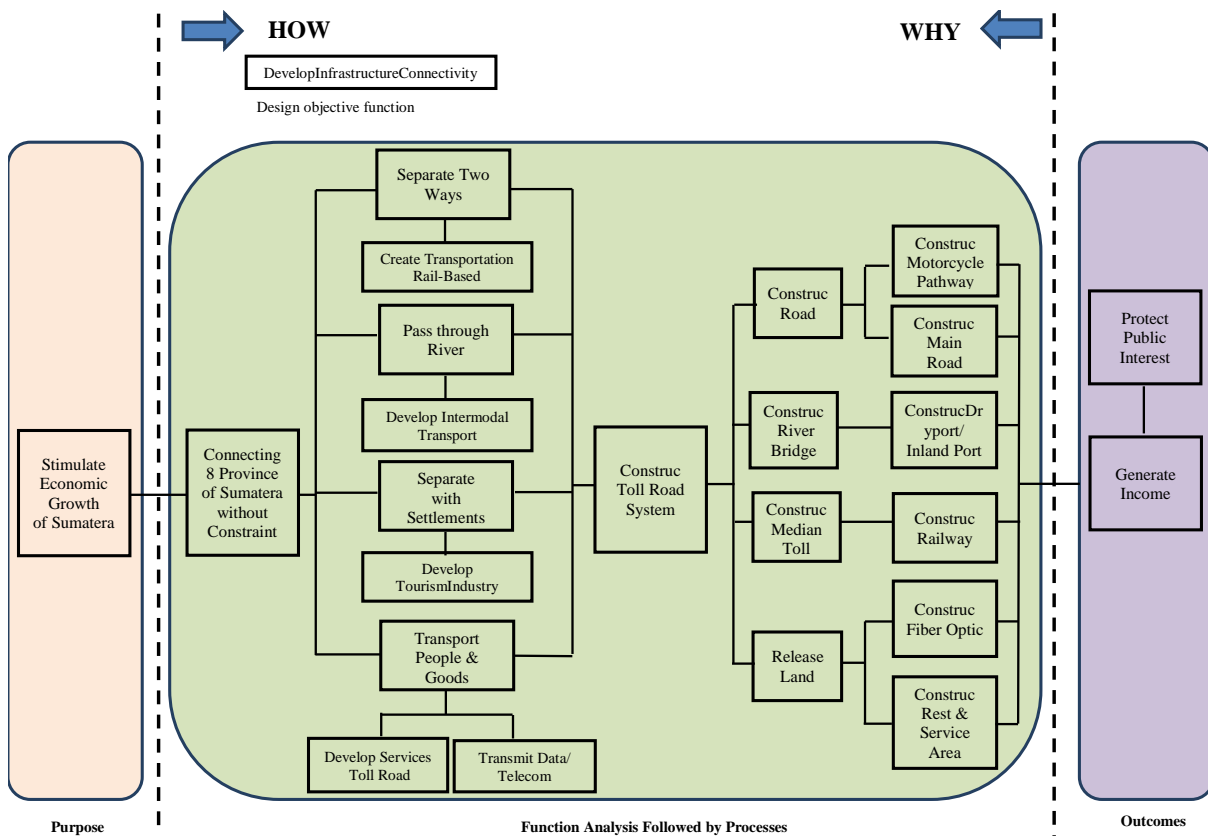 HOW
WHY
DevelopInfrastructureConnectivity
Design objective function
Stimulate
Economic
Growth
of Sumatera
Connecting
8 Province
of Sumatera
without
Constraint
Separate Two
Ways
Create Transportation
Rail-Based
Pass through
River
Develop Intermodal
Transport
Separate
with
Settlements
Develop
TourismIndustry
Transport
People &
Goods
Develop Services
Toll Road
Transmit Data/
Telecom
Construc
Toll Road
System
Construc
Road
Construc
River
Bridge
Construc
Median
Toll
Release
Land
Construc
Motorcycle
Pathway
Construc
Main
Road
ConstrucDr
yport/
Inland Port
Construc
Railway
Construc
Fiber Optic
Construc
Rest &
Service
Area
Protect
Public
Interest
Generate
Income
Purpose
Function Analysis Followed by Processes
Outcomes